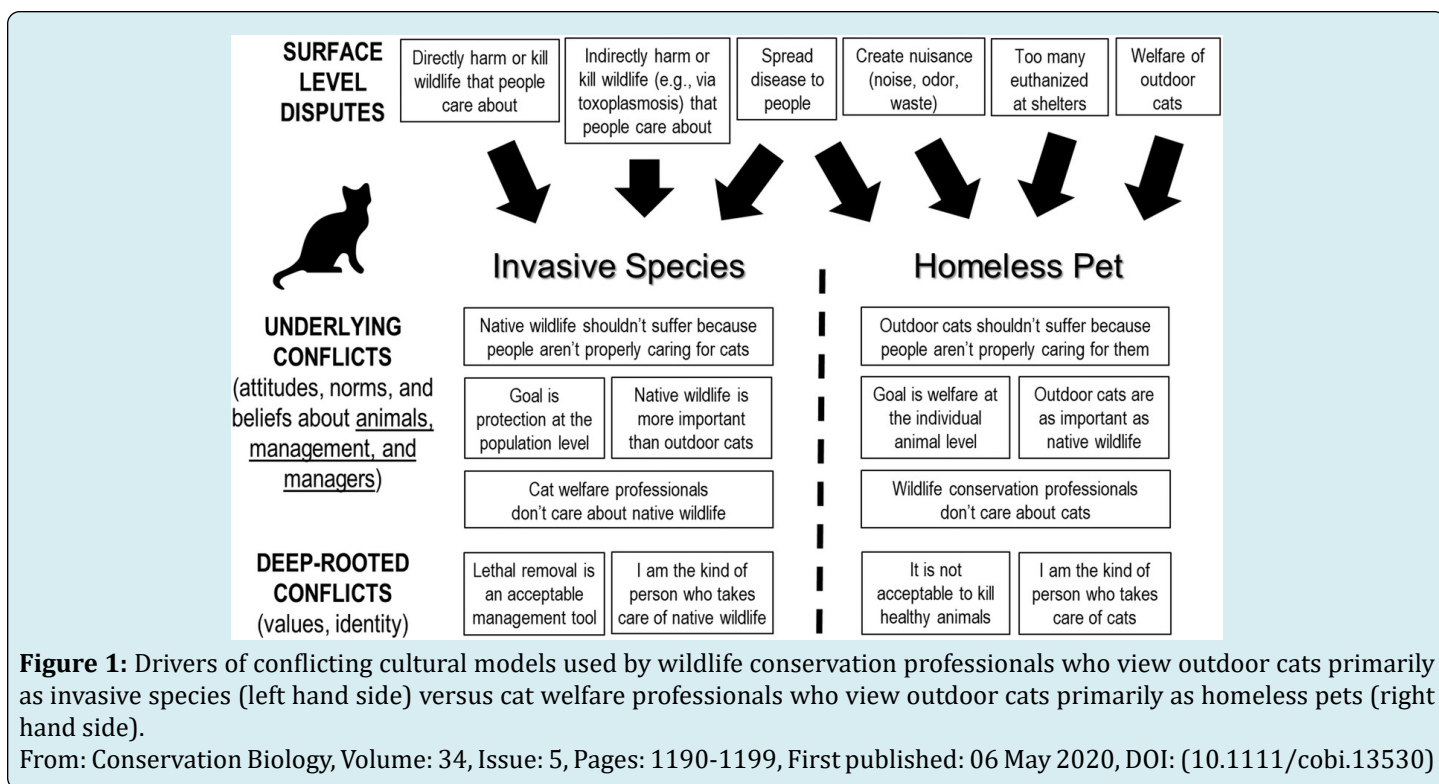 SURFACE
LEVEL
DISPUTES
Directly harm or kill
wildlife that people
care about
Indirectly harm or
kill wildlife (e.g., via
toxoplasmosis) that
people care about
Spread
disease to
people
Create nuisance
(noise, odor,
waste)
Too many
euthanized
at shelters
Welfare of
outdoor
cats
Invasive Species
Homeless Pet
UNDERLYING
CONFLICTS
(attitudes, norms, and
beliefs about animals,
management, and
managers)
Native wildlife shouldn't suffer because
people aren't properly caring for cats
Goal is
protection at the
population level
Native wildlife is
more important
than outdoor cats
Cat welfare professionals
don't care about native wildlife
Outdoor cats shouldn't suffer because
people aren't properly caring for them
Goal is welfare at
the individual
animal level
Outdoor cats are
as important as
native wildlife
Wildlife conservation professionals
don't care about cats
DEEP-ROOTED
CONFLICTS
(values, identity)
Lethal removal is
an acceptable
management tool
I am the kind of
person who takes
care of native wildlife
It is not
acceptable to kill
healthy animals
I am the kind of
person who takes
care of cats
Figure 1: Drivers of conflicting cultural models used by wildlife conservation professionals who view outdoor cats primarily
as invasive species (left hand side) versus cat welfare professionals who view outdoor cats primarily as homeless pets (right
hand side).
From: Conservation Biology, Volume: 34, Issue: 5, Pages: 1190-1199, First published: 06 May 2020, DOI: (10.1111/cobi.13530)